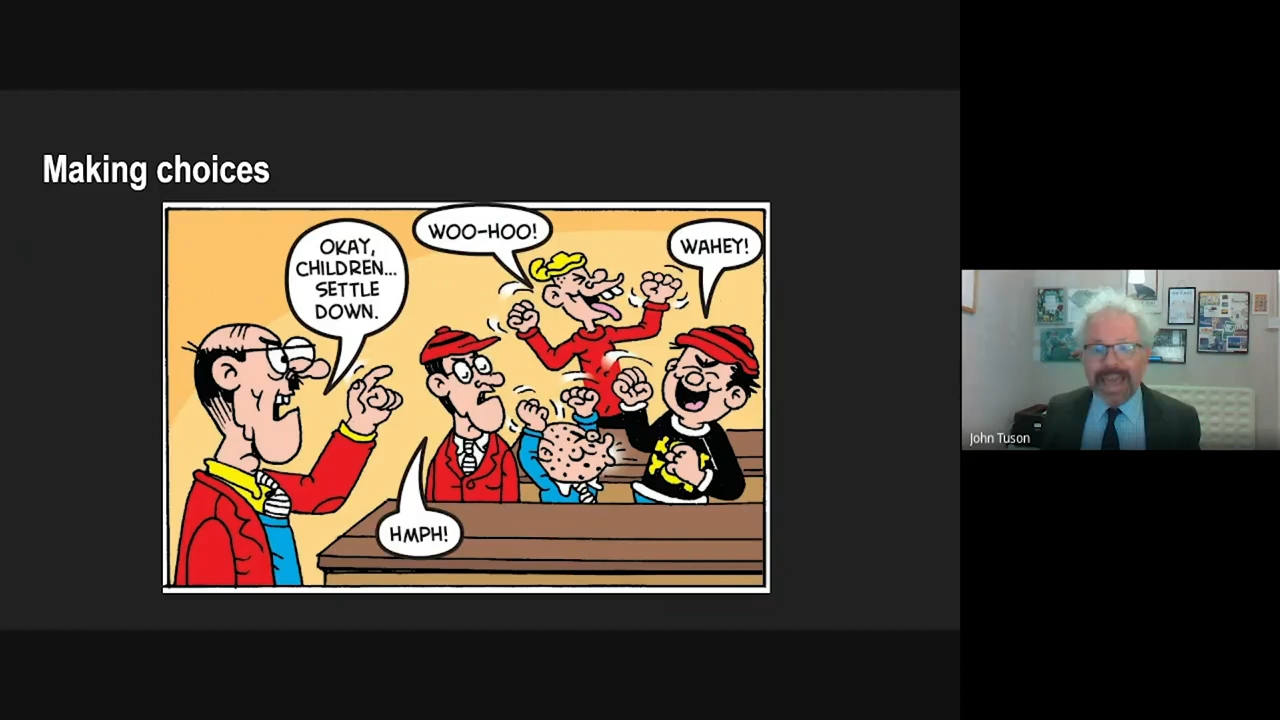 Making choices
OKAY,
CHILDREN...
SETTLE
DOWN.
WOO-HOO!
WAHEY!
HMPH!
John Tuson